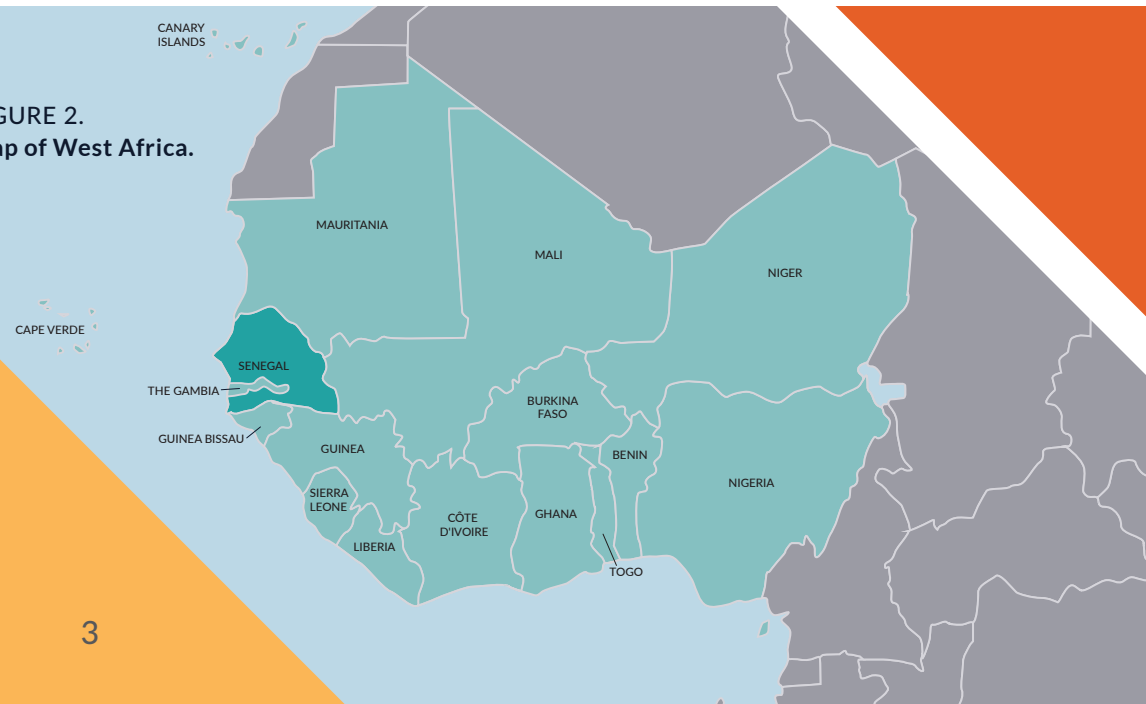 CANARY
ISLANDS
GURE 2.
ap of West Africa.
MAURITANIA
MALI
NIGER
CAPE VERDE
SENEGAL
THE GAMBIA
BURKINA
FASO
GUINEA BISSAU
GUINEA
BENIN
NIGERIA
SIERRA
LEONE
CÔTE
D'IVOIRE
GHANA
LIBERIA
TOGO
3